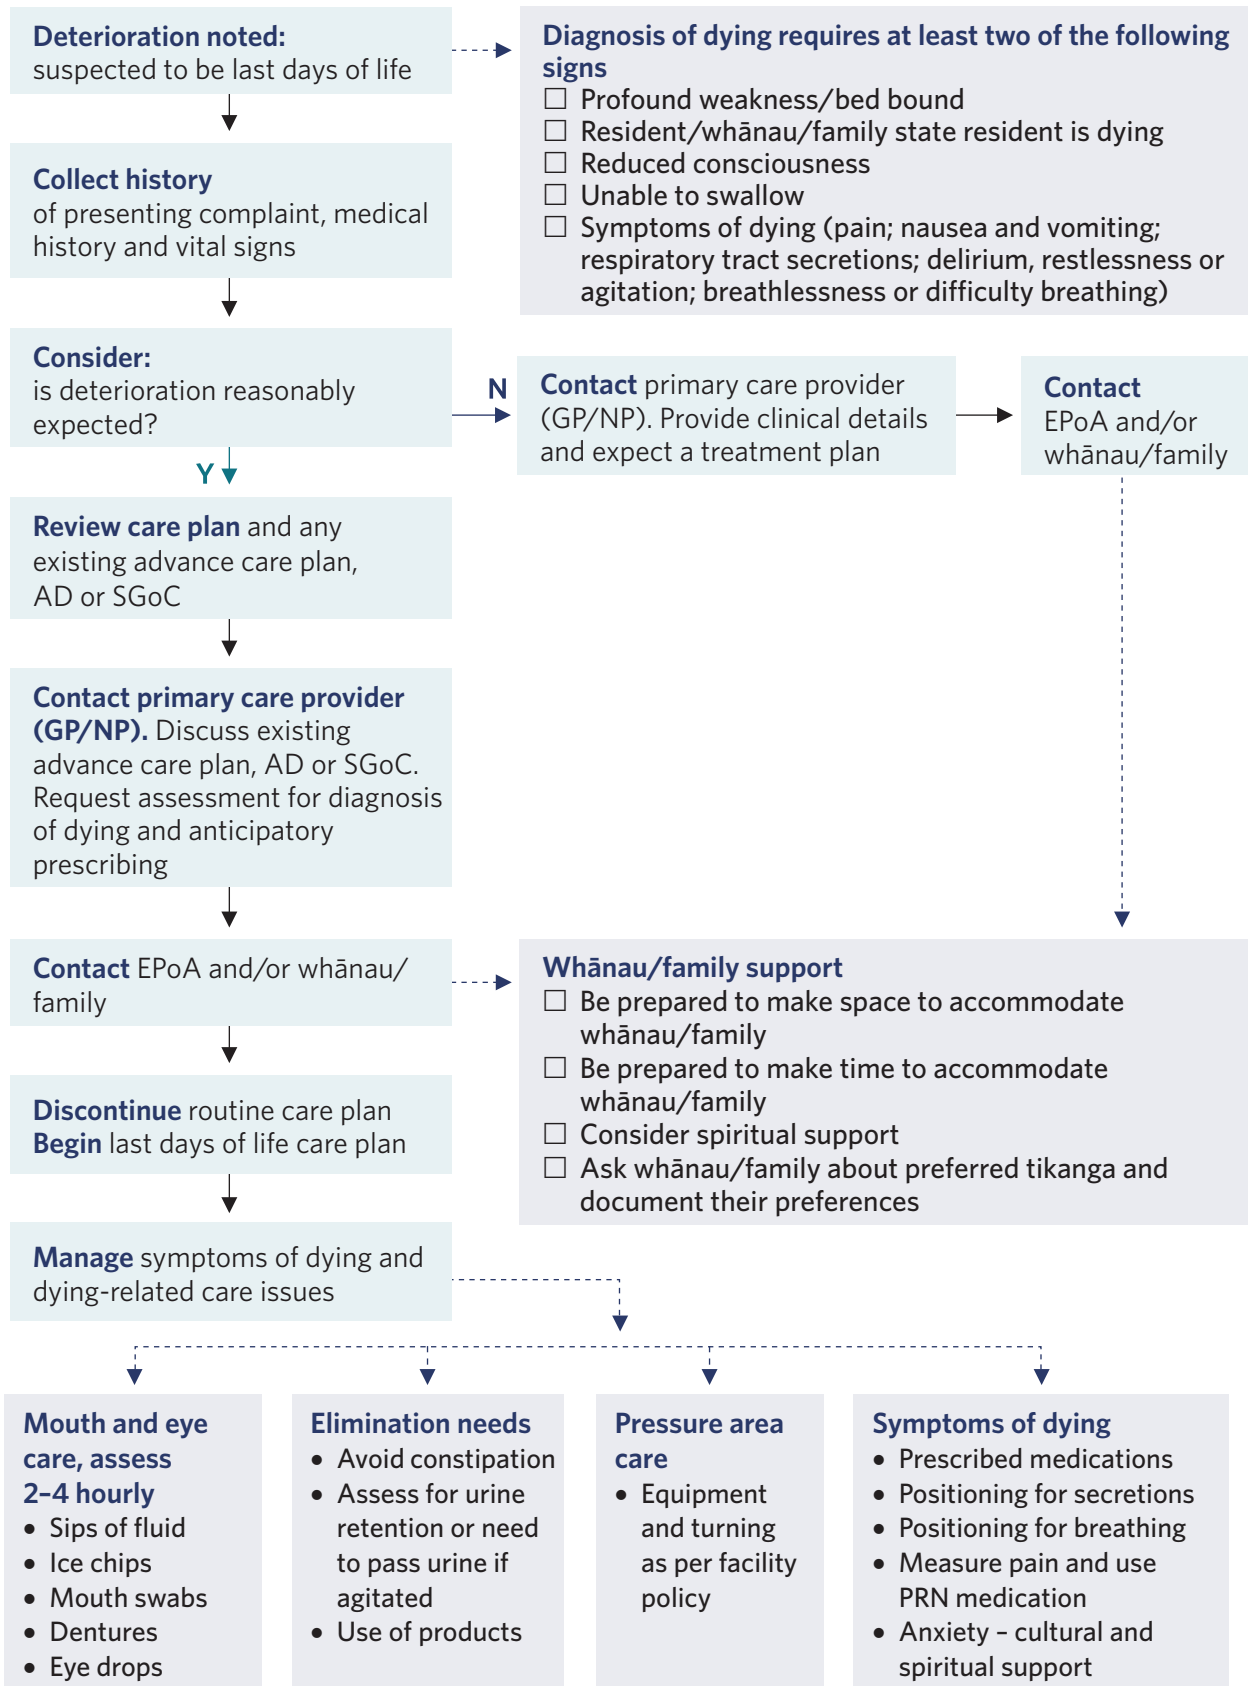 Deterioration noted:
suspected to be last days of life
Diagnosis of dying requires at least two of the following
signs
☐ Profound weakness/bed bound
☐ Resident/whānau/family state resident is dying
☐ Reduced consciousness
☐ Unable to swallow
☐ Symptoms of dying (pain; nausea and vomiting;
respiratory tract secretions; delirium, restlessness or
agitation; breathlessness or difficulty breathing)
Collect history
of presenting complaint, medical
history and vital signs
Consider:
is deterioration reasonably
expected?
N
Contact primary care provider
(GP/NP). Provide clinical details
and expect a treatment plan
Contact
EPoA and/or
whānau/family
Y
Review care plan and any
existing advance care plan,
AD or SGoC
Contact primary care provider
(GP/NP). Discuss existing
advance care plan, AD or SGoC.
Request assessment for diagnosis
of dying and anticipatory
prescribing
Contact EPoA and/or whānau/
family
Whānau/family support
☐ Be prepared to make space to accommodate
whānau/family
☐ Be prepared to make time to accommodate
whānau/family
☐ Consider spiritual support
☐ Ask whānau/family about preferred tikanga and
document their preferences
Discontinue routine care plan
Begin last days of life care plan
Manage symptoms of dying and
dying-related care issues
Mouth and eye
care, assess
2–4 hourly
• Sips of fluid
• Ice chips
• Mouth swabs
• Dentures
• Eye drops
Elimination needs
• Avoid constipation
• Assess for urine
retention or need
to pass urine if
agitated
• Use of products
Pressure area
care
• Equipment
and turning
as per facility
policy
Symptoms of dying
• Prescribed medications
• Positioning for secretions
• Positioning for breathing
• Measure pain and use
PRN medication
• Anxiety – cultural and
spiritual support